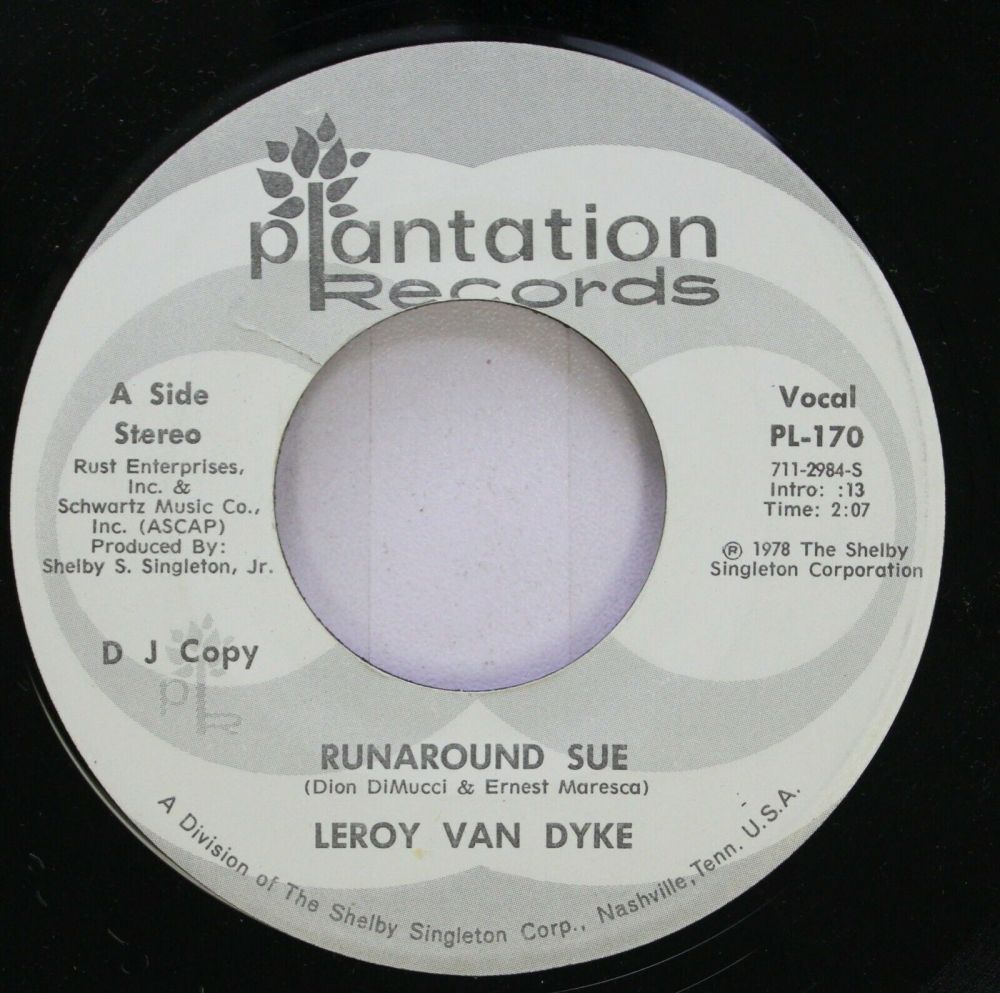 plantation
Records
A Side
Stereo
Rust Enterprises,
Inc. &
Schwartz Music Co.,
Inc. (ASCAP)
Produced By:
Shelby S. Singleton, Jr.
Vocal
PL-170
711-2984-S
Intro: :13
Time: 2:07
Ⓡ 1978 The Shelby
Singleton Corporation
D J Copy
pLR
RUNAROUND SUE
(Dion DiMucci & Ernest Maresca)
LEROY VAN DYKE
A Division of The Shelby Singleton Corp., Nashville, Tenn. U.S.A.